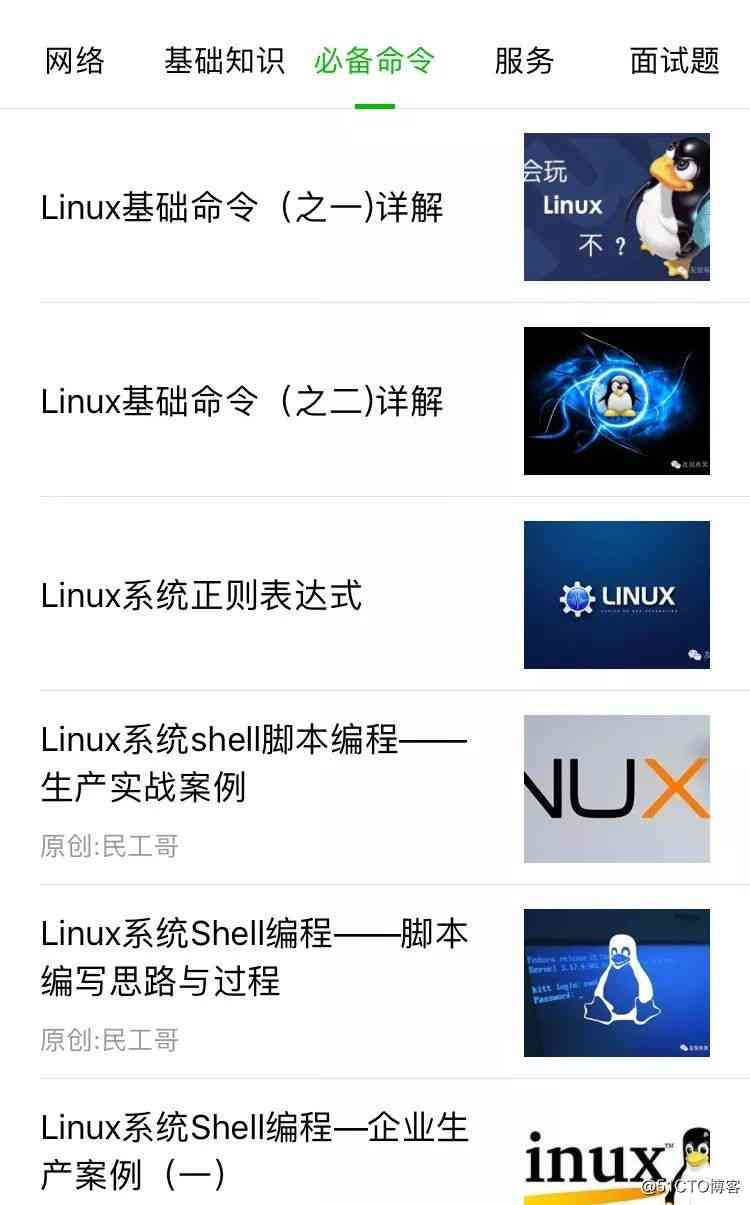 网络 基础知识 必备命令 服务 面试题
Linux基础命令（之一)详解
会玩
Linux
不？
Linux基础命令（之二)详解
Linux系统正则表达式
LINUX
Linux系统shell脚本编程——
生产实战案例
原创:民工哥
NUX
Linux系统Shell编程——脚本
编写思路与过程
原创:民工哥
kitt login:
Password:
Linux系统Shell编程—企业生
产案例（一）
inux™
@51CTO博客